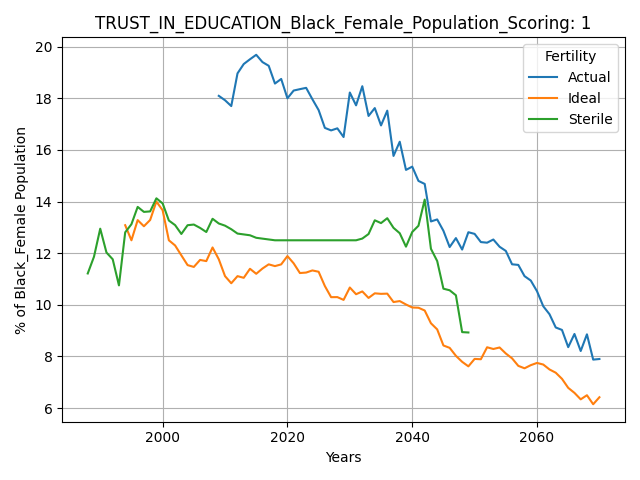 TRUST_IN_EDUCATION_Black_Female_Population_Scoring: 1
Fertility
Actual
Ideal
Sterile
% of Black_Female Population
20
18
16
14
12
10
8
6
2000
2020
2040
2060
Years